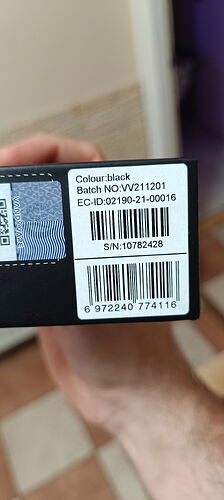 Colour:black
Batch NO:VV211201
EC-ID:02190-21-00016
S/N:10782428
6 972240 774116